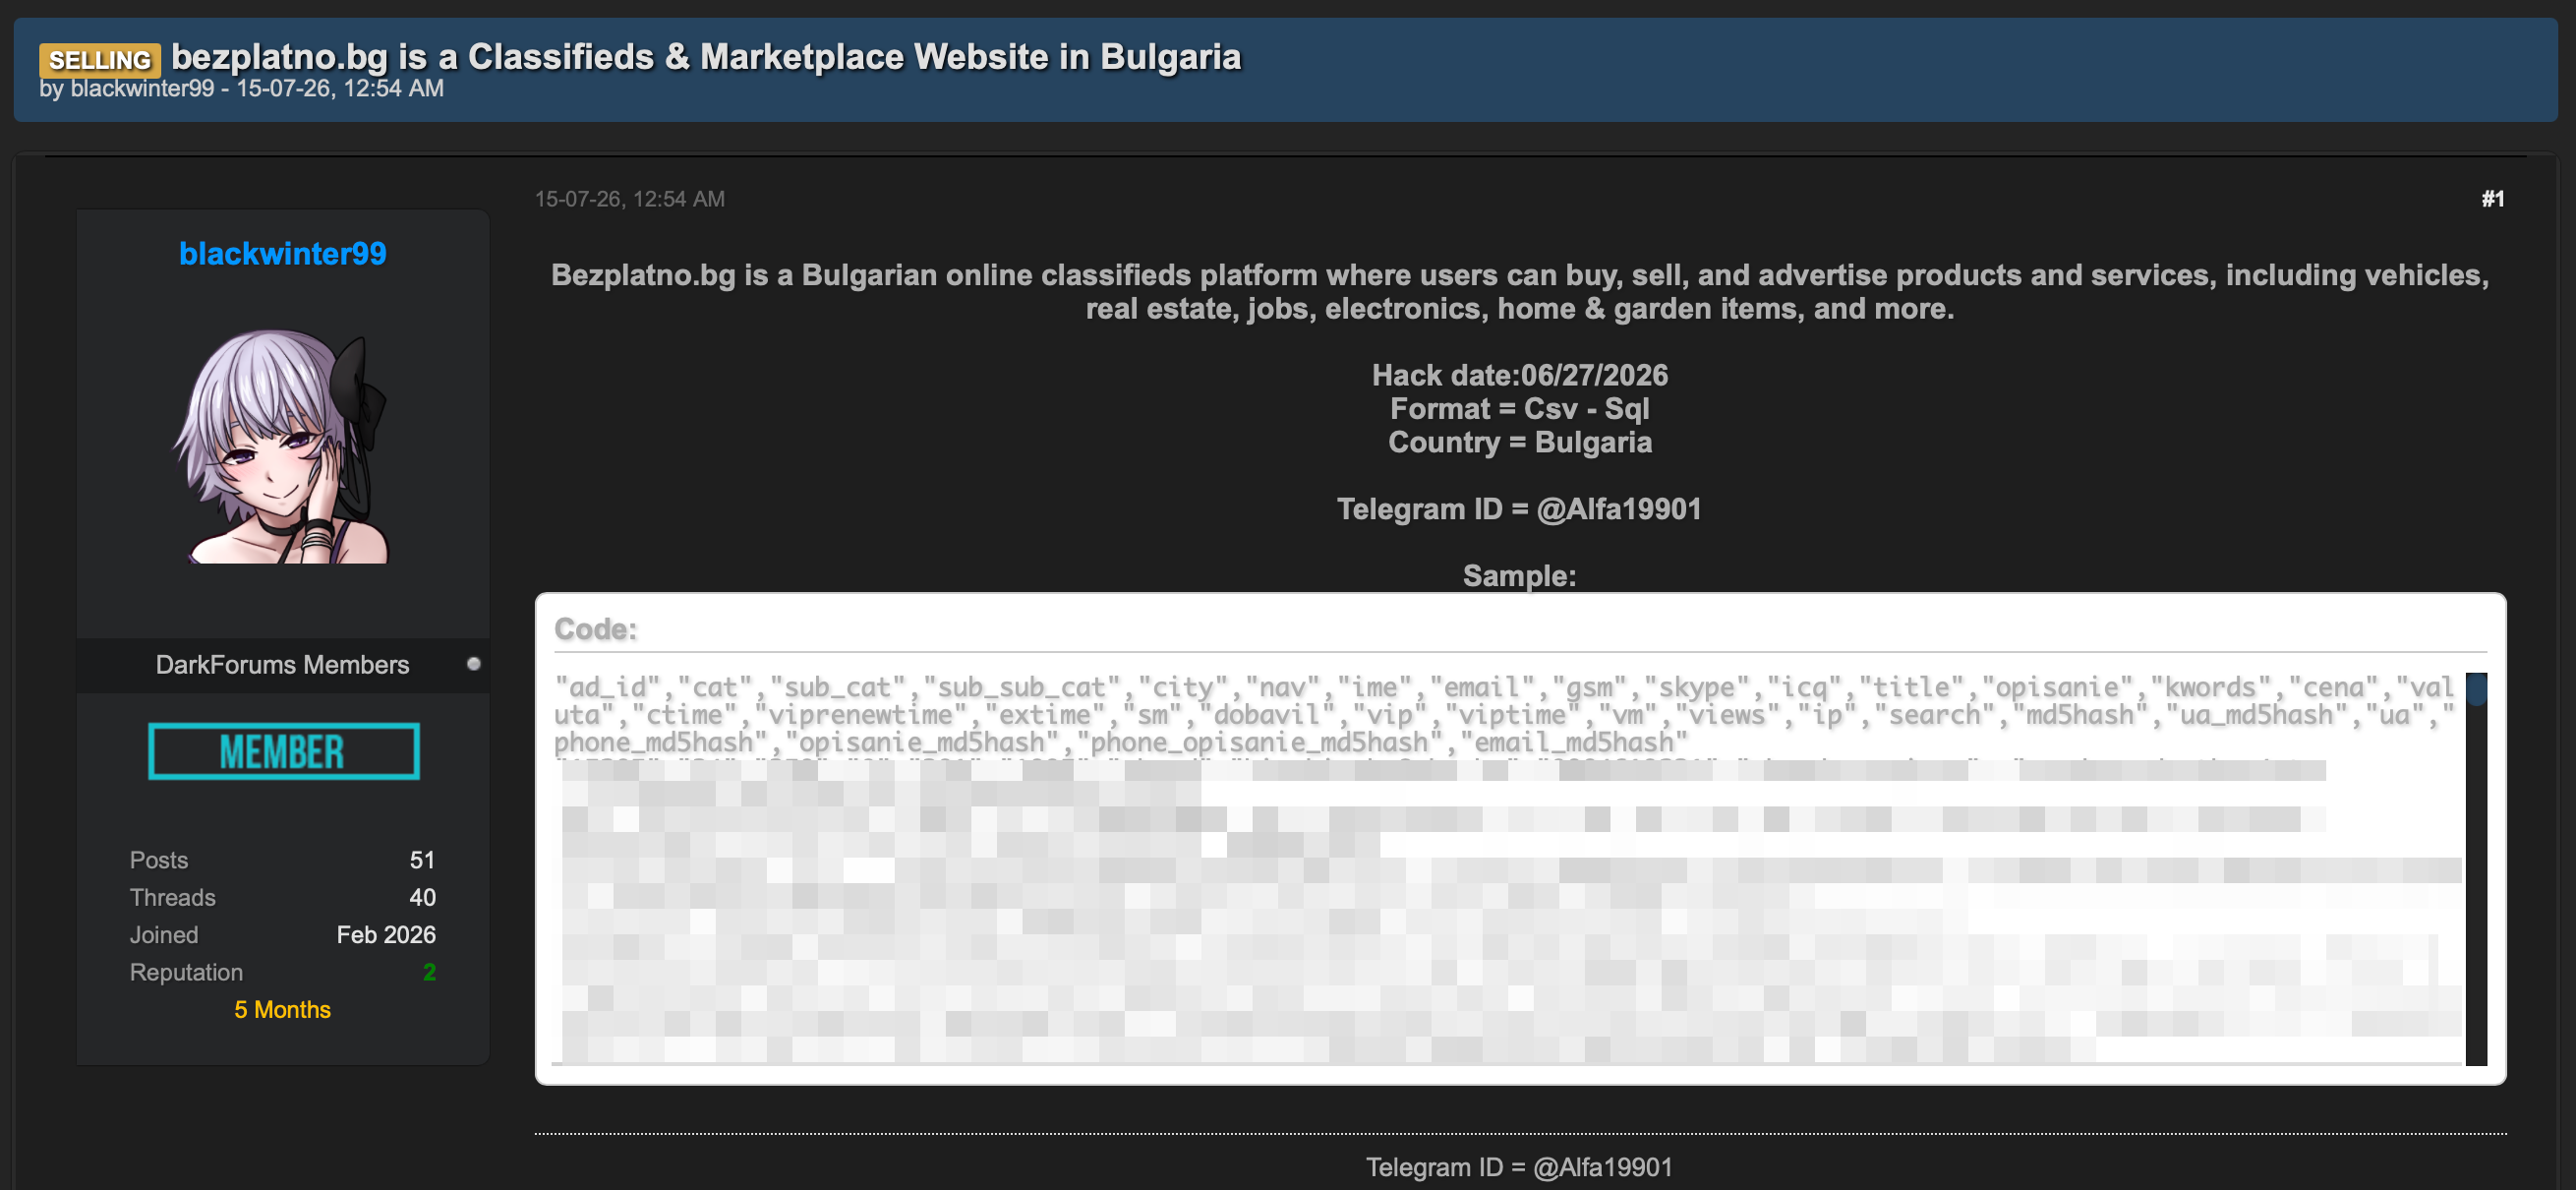 SELLING bezplatno.bg is a Classifieds & Marketplace Website in Bulgaria
by blackwinter99 - 15-07-26, 12:54 AM
15-07-26, 12:54 AM
#1
blackwinter99
DarkForums Members
MEMBER
Posts 51
Threads 40
Joined Feb 2026
Reputation 2
5 Months
Bezplatno.bg is a Bulgarian online classifieds platform where users can buy, sell, and advertise products and services, including vehicles,
real estate, jobs, electronics, home & garden items, and more.
Hack date:06/27/2026
Format = Csv - Sql
Country = Bulgaria
Telegram ID = @Alfa19901
Sample:
Code:
"ad_id","cat","sub_cat","sub_sub_cat","city","nav","ime","email","gsm","skype","icq","title","opisanie","kwords","cena","val
uta","ctime","viprenewtime","extime","sm","dobavil","vip","viptime","vm","views","ip","search","md5hash","ua_md5hash","ua","
phone_md5hash","opisanie_md5hash","phone_opisanie_md5hash","email_md5hash"
Telegram ID = @Alfa19901